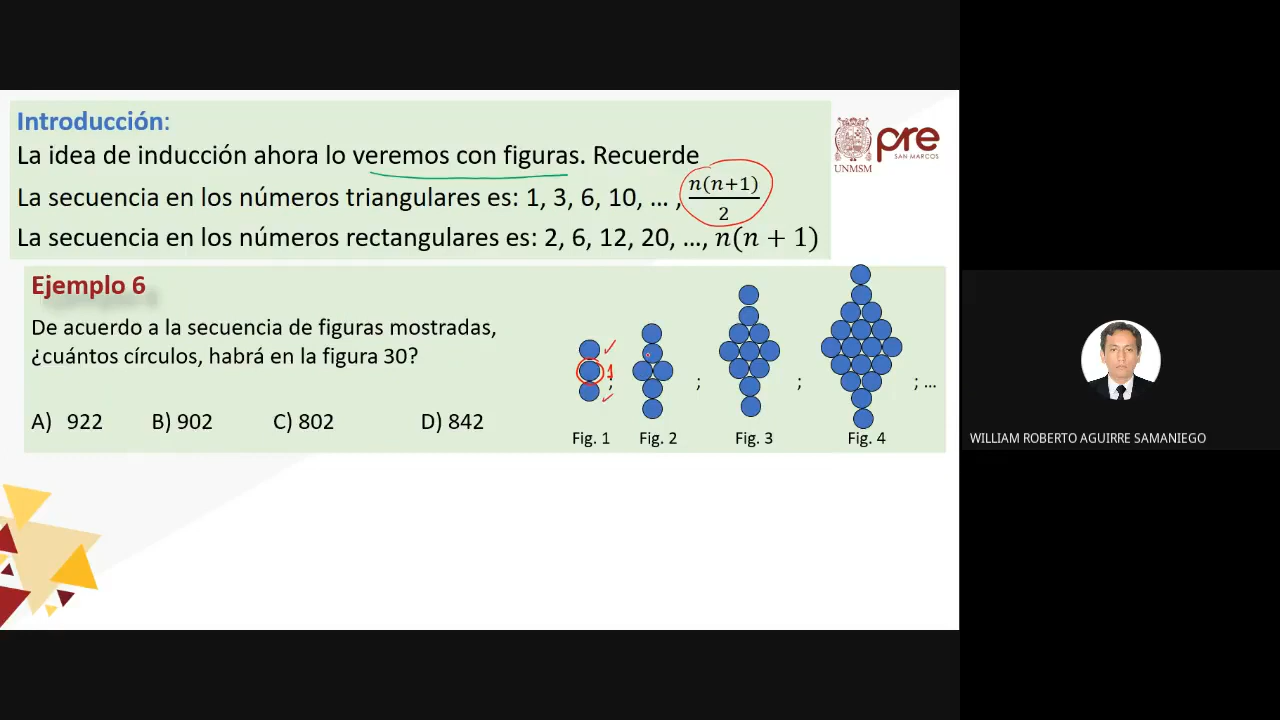 Introducción:
La idea de inducción ahora lo veremos con figuras. Recuerde
La secuencia en los números triangulares es: 1, 3, 6, 10, … , n(n+1)/2
La secuencia en los números rectangulares es: 2, 6, 12, 20, …, n(n + 1)
pre
SAN MARCOS
UNMSM
Ejemplo 6
De acuerdo a la secuencia de figuras mostradas,
¿cuántos círculos, habrá en la figura 30?
A) 922 B) 902 C) 802 D) 842
1
; ; ; ; ...
Fig. 1 Fig. 2 Fig. 3 Fig. 4
WILLIAM ROBERTO AGUIRRE SAMANIEGO